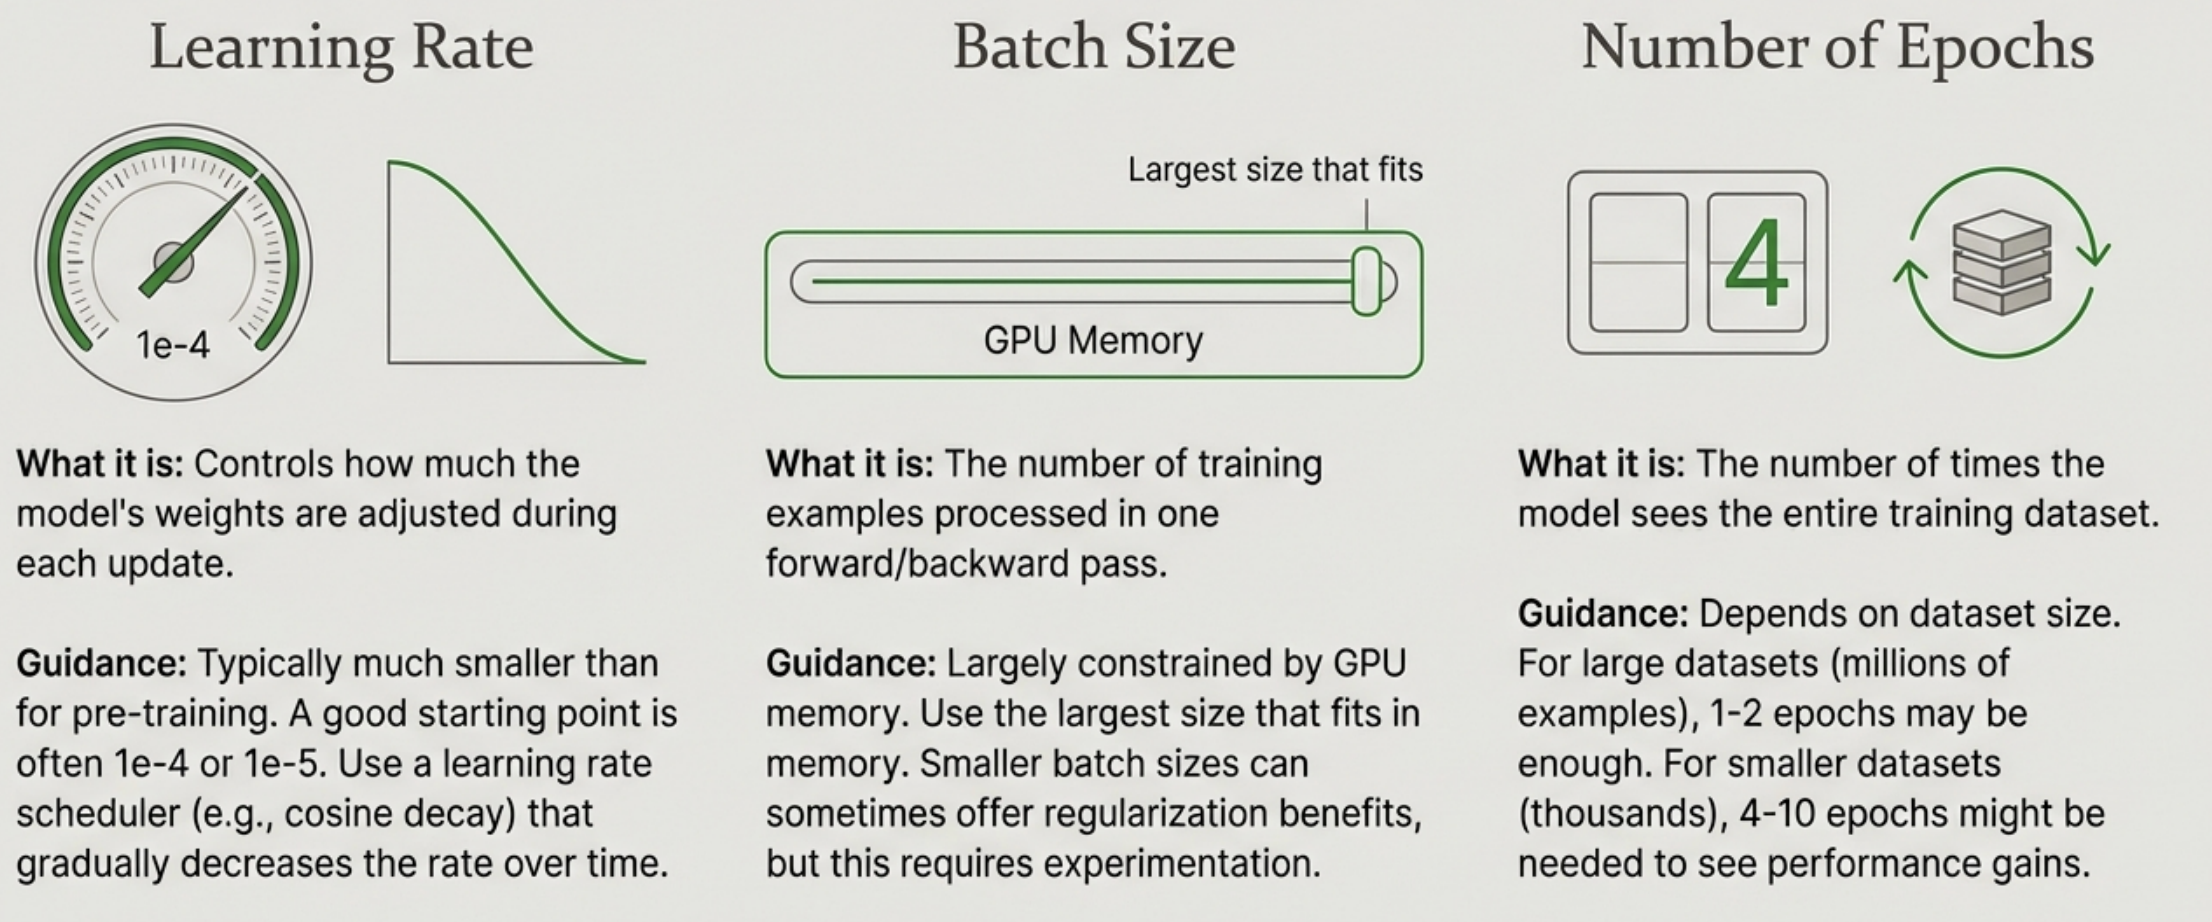 Learning Rate
1e-4
What it is: Controls how much the
model's weights are adjusted during
each update.
Guidance: Typically much smaller than
for pre-training. A good starting point is
often 1e-4 or 1e-5. Use a learning rate
scheduler (e.g., cosine decay) that
gradually decreases the rate over time.
Batch Size
Largest size that fits
GPU Memory
What it is: The number of training
examples processed in one
forward/backward pass.
Guidance: Largely constrained by GPU
memory. Use the largest size that fits in
memory. Smaller batch sizes can
sometimes offer regularization benefits,
but this requires experimentation.
Number of Epochs
4
What it is: The number of times the
model sees the entire training dataset.
Guidance: Depends on dataset size.
For large datasets (millions of
examples), 1-2 epochs may be
enough. For smaller datasets
(thousands), 4-10 epochs might be
needed to see performance gains.